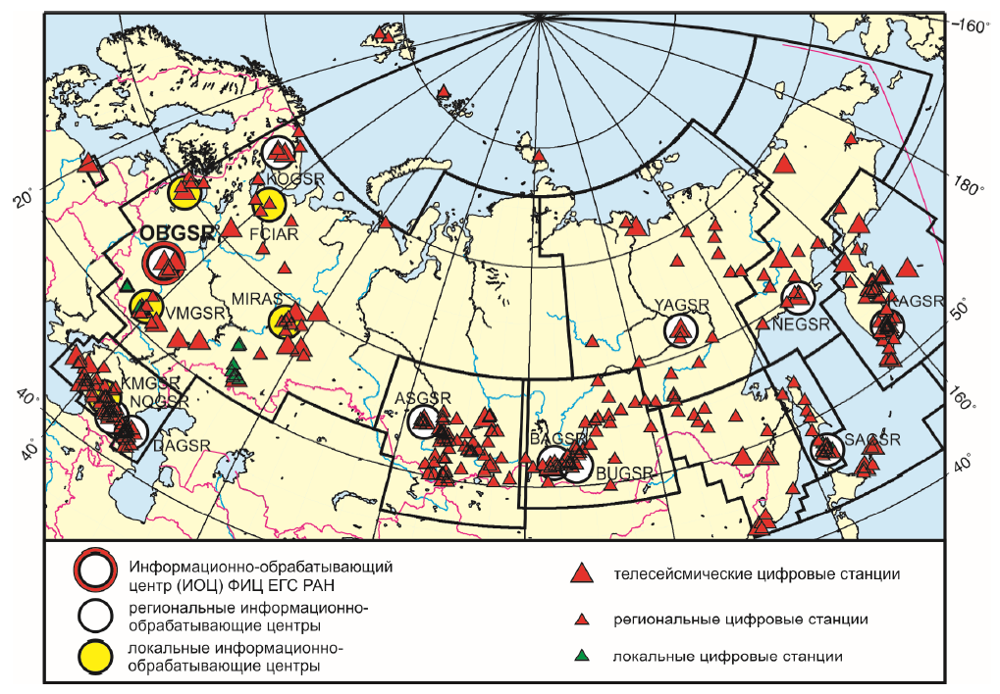 -160°
20°
180°
KOGSR
FCIAR
OBGSR
MIRAS
VMGSR
YAGSR
NEGSR
KAGSR
50°
KMGSR
NOGSR
DAGSR
ASGSR
BAGSR
BUGSR
SAGSR
40°
160°
40°
40°
Информационно-обрабатывающий
центр (ИОЦ) ФИЦ ЕГС РАН
региональные информационно-
обрабатывающие центры
локальные информационно-
обрабатывающие центры
телесейсмические цифровые станции
региональные цифровые станции
локальные цифровые станции